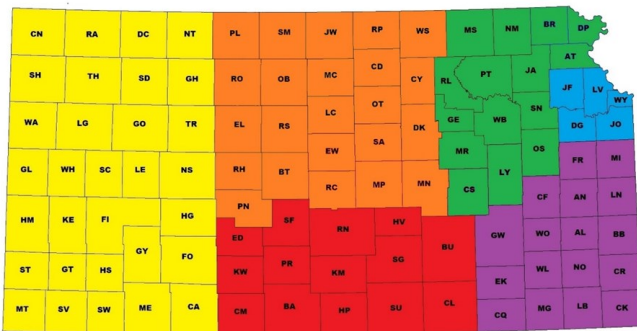 CN RA DC NT PL SM JW RP WS MS NM BR DP
SH TH SD GH RO OB MC CD CY RL PT JA AT
JF LV WY
WA LG GO TR EL RS LC OT DK GE WB SN
DG JO
EW SA MR OS FR MI
GL WH SC LE NS RH BT RC MP MN CS LY
PN CF AN LN
HM KE FI HG SF RN HV BU GW WO AL BB
ED
GY FO SG
ST GT HS KW PR KM EK WL NO CR
MT SV SW ME CA CM BA HP SU CL CQ MG LB CK